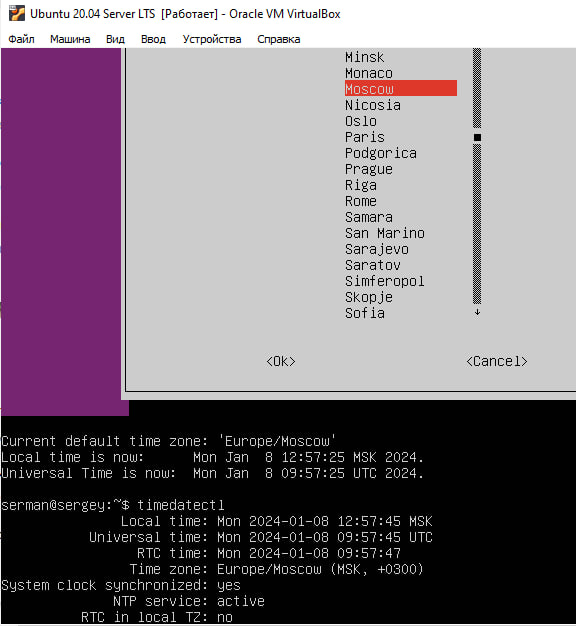 Ubuntu 20.04 Server LTS [Работает] - Oracle VM VirtualBox
Файл Машина Вид Ввод Устройства Справка
Minsk
Monaco
Moscow
Nicosia
Oslo
Paris
Podgorica
Prague
Riga
Rome
Samara
San Marino
Sarajevo
Saratov
Simferopol
Skopje
Sofia
<Ok> <Cancel>
Current default time zone: 'Europe/Moscow'
Local time is now: Mon Jan 8 12:57:25 MSK 2024.
Universal Time is now: Mon Jan 8 09:57:25 UTC 2024.
serman@sergey:~$ timedatectl
Local time: Mon 2024-01-08 12:57:45 MSK
Universal time: Mon 2024-01-08 09:57:45 UTC
RTC time: Mon 2024-01-08 09:57:47
Time zone: Europe/Moscow (MSK, +0300)
System clock synchronized: yes
NTP service: active
RTC in local TZ: no